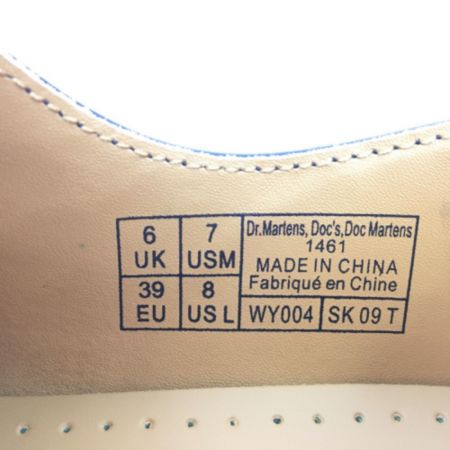 6 UK
7 USM
39 EU
8 US L
Dr.Martens, Doc's, Doc Martens
1461
MADE IN CHINA
Fabriqué en Chine
WY004
SK 09 T